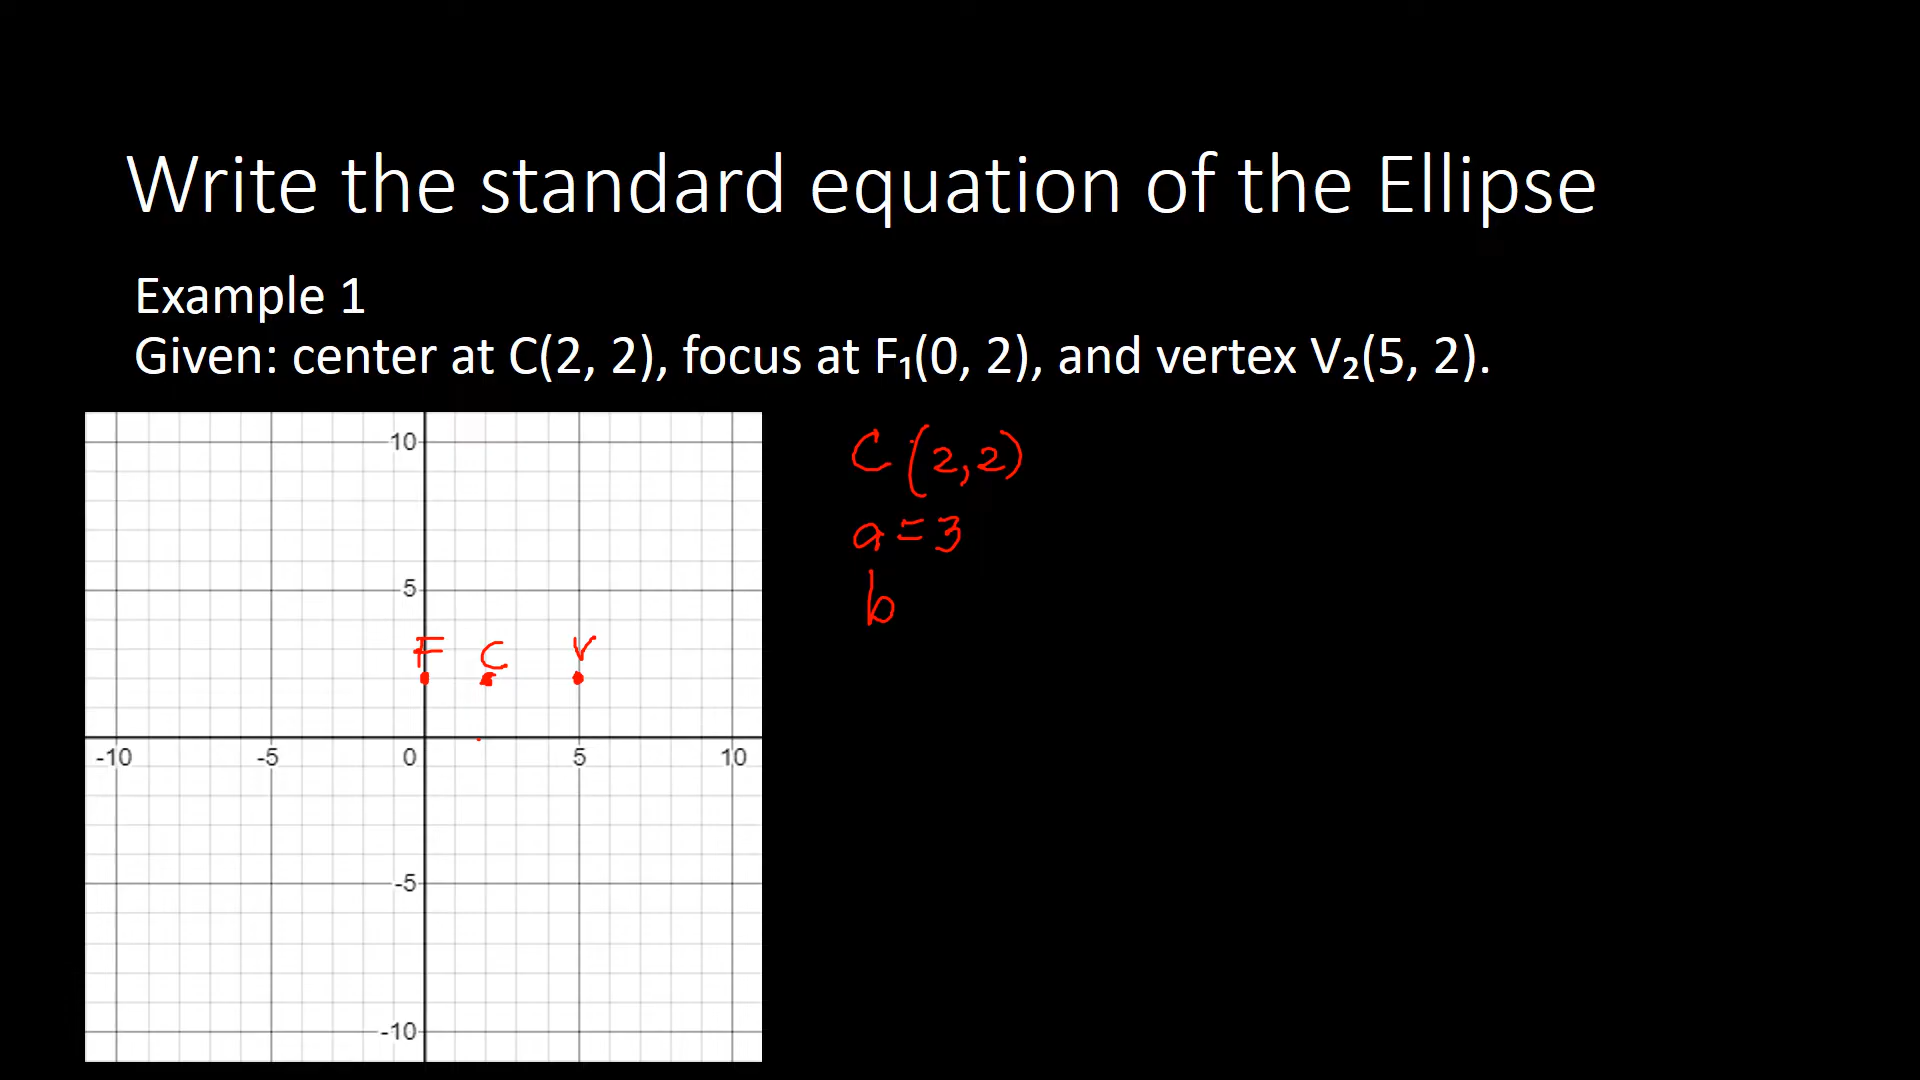 Write the standard equation of the Ellipse
Example 1
Given: center at C(2, 2), focus at F₁(0, 2), and vertex V₂(5, 2).
C (2,2)
a = 3
b
10
5
F C V
-10 -5 0 5 10
-5
-10